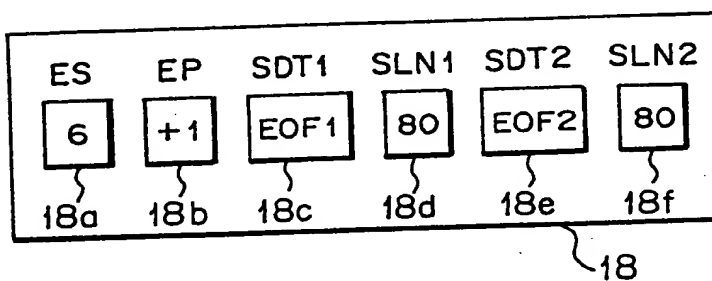 ES EP SDT1 SLN1 SDT2 SLN2
6 +1 EOF1 80 EOF2 80
18a 18b 18c 18d 18e 18f
18